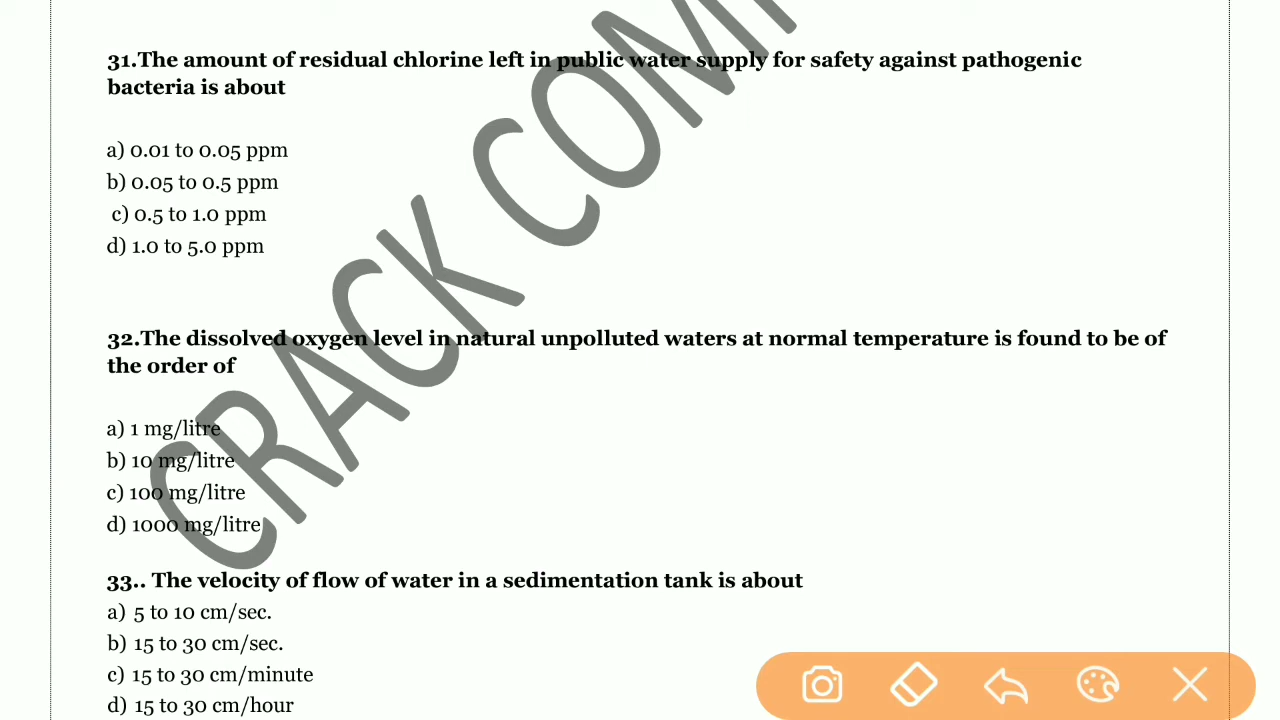 31.The amount of residual chlorine left in public water supply for safety against pathogenic
bacteria is about
a) 0.01 to 0.05 ppm
b) 0.05 to 0.5 ppm
c) 0.5 to 1.0 ppm
d) 1.0 to 5.0 ppm
32.The dissolved oxygen level in natural unpolluted waters at normal temperature is found to be of
the order of
a) 1 mg/litre
b) 10 mg/litre
c) 100 mg/litre
d) 1000 mg/litre
33.. The velocity of flow of water in a sedimentation tank is about
a) 5 to 10 cm/sec.
b) 15 to 30 cm/sec.
c) 15 to 30 cm/minute
d) 15 to 30 cm/hour
CRACK COM